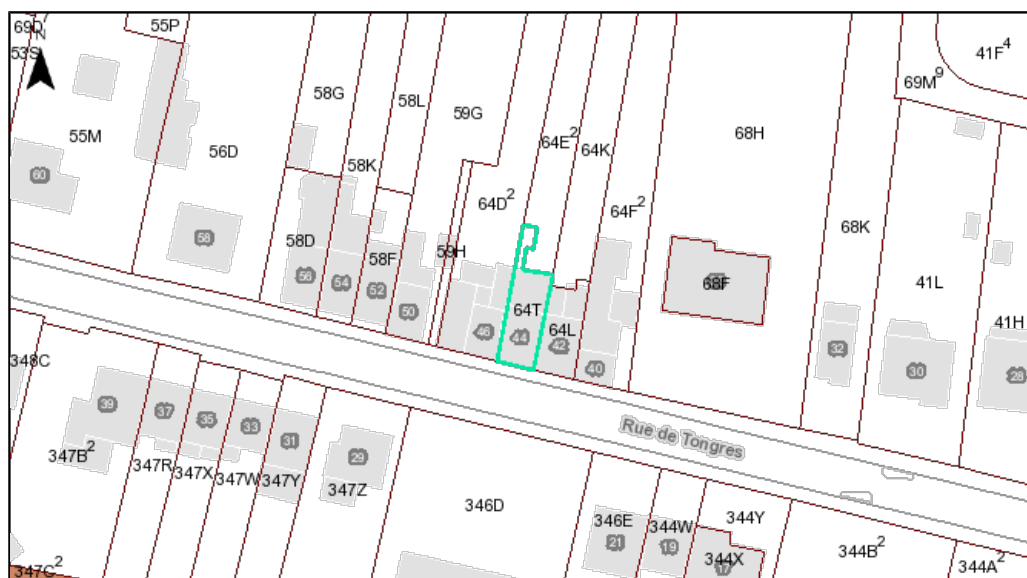 69D
N
53S
55P
55M
60
56D
58
58G
58L
59G
58K
64E²
64K
68H
69M⁹
41F⁴
64D²
64F²
68K
58D
58F
59H
56
54
52
50
46
64T
44
64L
42
40
68F
41L
41H
32
30
28
Rue de Tongres
348C
39
37
35
33
31
29
347B²
347R
347X
347W
347Y
347Z
346D
346E
21
344W
19
344Y
344X
17
344B²
344A²
347C²